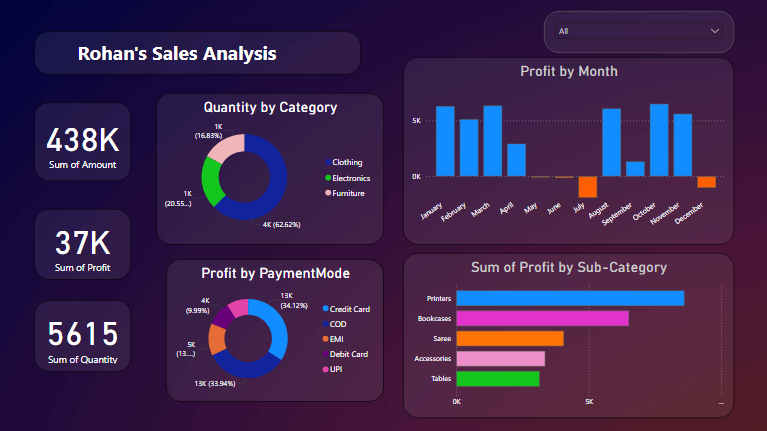 All
Rohan's Sales Analysis
438K
Sum of Amount
37K
Sum of Profit
5615
Sum of Quantity
Quantity by Category
1K
(16.83%)
1K
(20.55...)
4K (62.62%)
Clothing
Electronics
Furniture
Profit by PaymentMode
13K
(34.12%)
4K
(9.99%)
5K
(13....)
13K (33.94%)
Credit Card
COD
EMI
Debit Card
UPI
Profit by Month
5K
0K
January
February
March
April
May
June
July
August
September
October
November
December
Sum of Profit by Sub-Category
Printers
Bookcases
Saree
Accessories
Tables
0K
5K
...